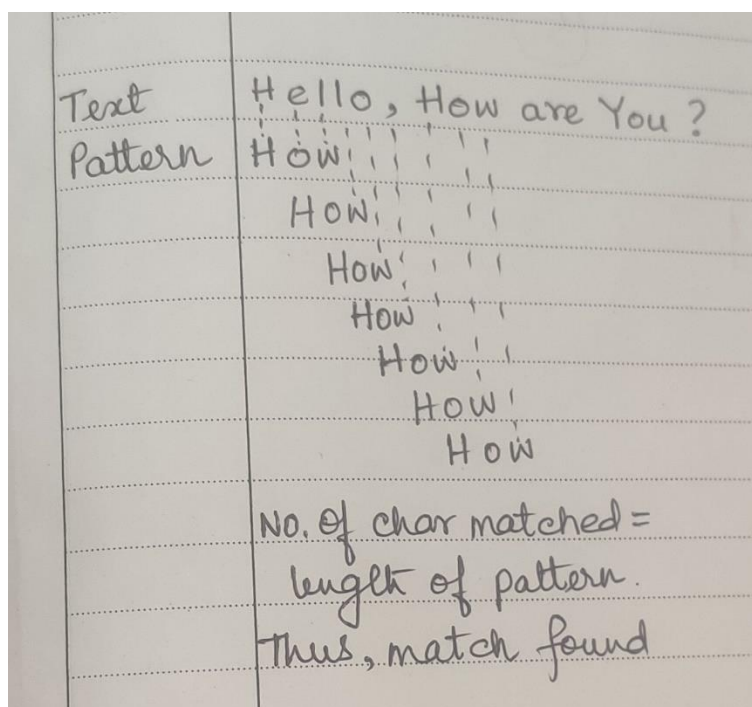 Text Hello, How are You ?
Pattern How
How
How
How
How
How
How
No. Of char matched =
length of pattern.
Thus, match found